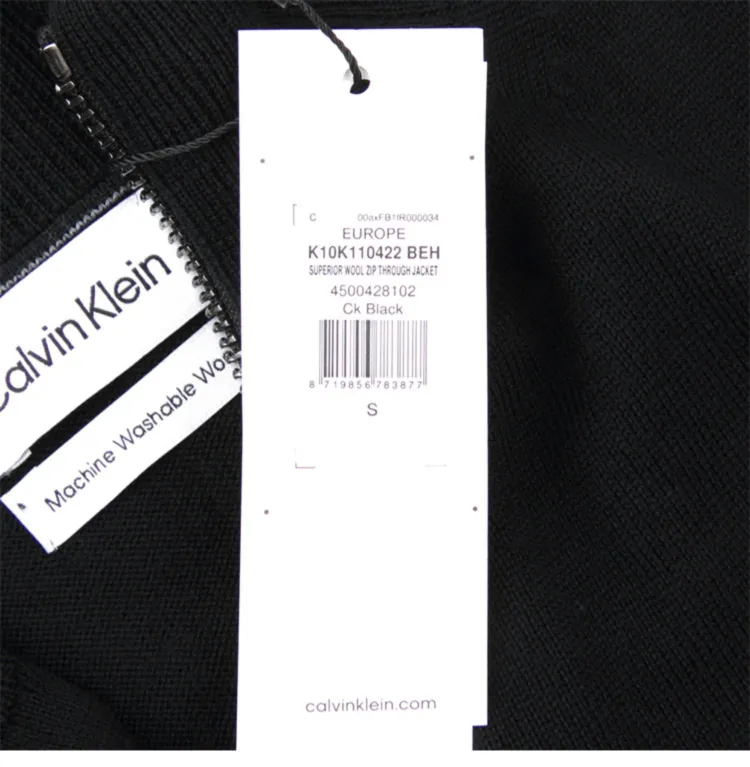 C 00axFB1IR000034
EUROPE
K10K110422 BEH
SUPERIOR WOOL ZIP THROUGH JACKET
4500428102
Ck Black
8 719856 783877
S
calvinklein.com
Calvin Klein
Machine Washable Wo